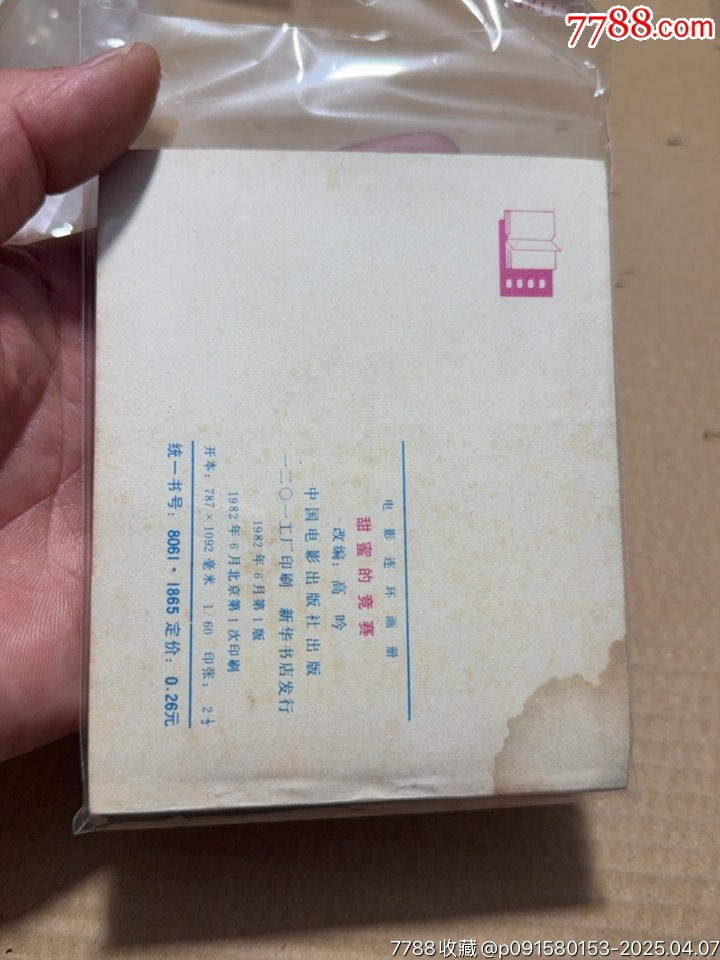 7788.com
电影连环画册
甜蜜的竞赛
改编：高吟
中国电影出版社出版
一二〇一工厂印刷 新华书店发行
1982年6月第1版
1982年6月北京第1次印刷
开本：787×1092毫米 1/60 印张：2½
统一书号：8061·1865 定价：0.26元
7788收藏@p091580153-2025.04.07